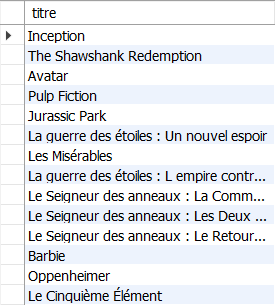 titre
Inception
The Shawshank Redemption
Avatar
Pulp Fiction
Jurassic Park
La guerre des étoiles : Un nouvel espoir
Les Misérables
La guerre des étoiles : L empire contr...
Le Seigneur des anneaux : La Comm...
Le Seigneur des anneaux : Les Deux ...
Le Seigneur des anneaux : Le Retour...
Barbie
Oppenheimer
Le Cinquième Élément